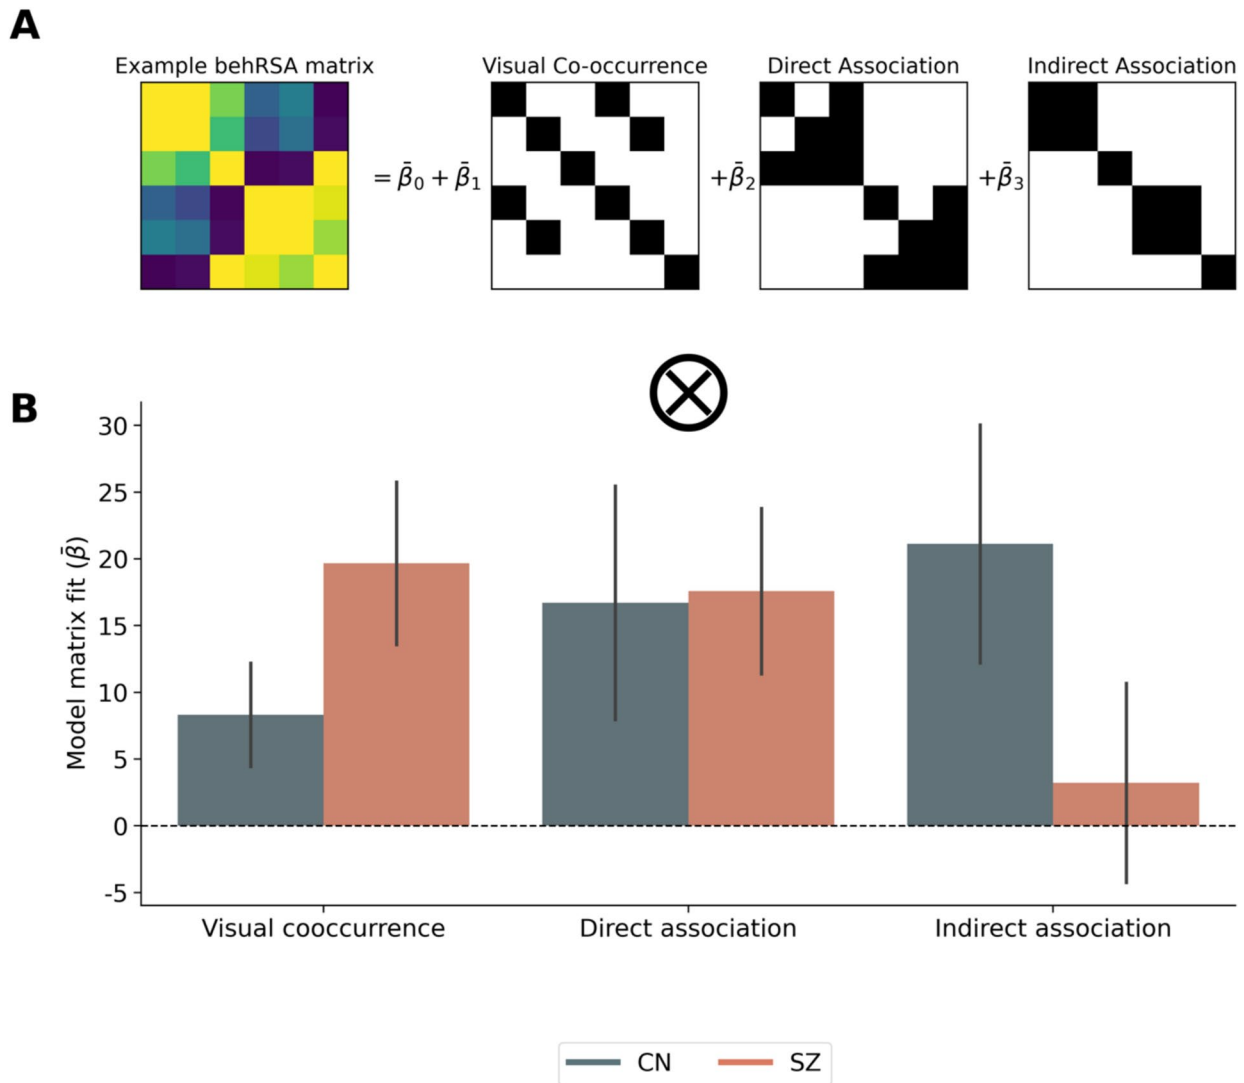 A
Example behRSA matrix
Visual Co-occurrence
Direct Association
Indirect Association
= β̄0 + β̄1
+β̄2
+β̄3
B
Model matrix fit (β̄)
30
25
20
15
10
5
0
-5
Visual cooccurrence
Direct association
Indirect association
CN
SZ